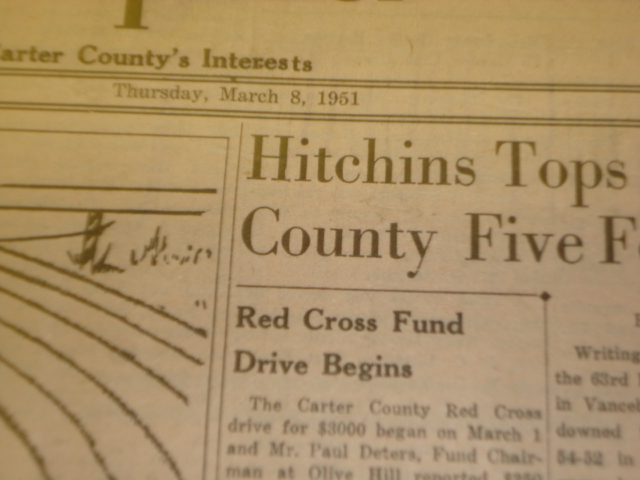 Carter County's Interests
Thursday, March 8, 1951
Hitchins Tops
County Five F
Red Cross Fund
Drive Begins
The Carter County Red Cross
drive for $3000 began on March 1
and Mr. Paul Deters, Fund Chair-
man at Olive Hill reported $250
Writing
the 63rd
in Vanceb
downed
54-52 in